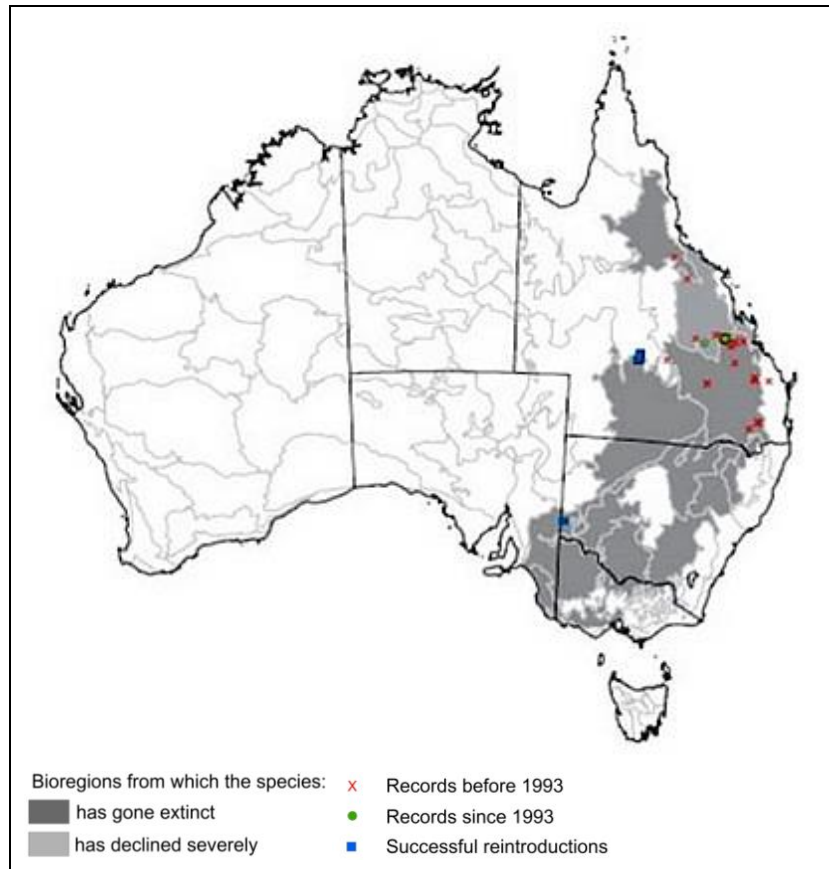 Bioregions from which the species:
has gone extinct
has declined severely
x Records before 1993
Records since 1993
Successful reintroductions